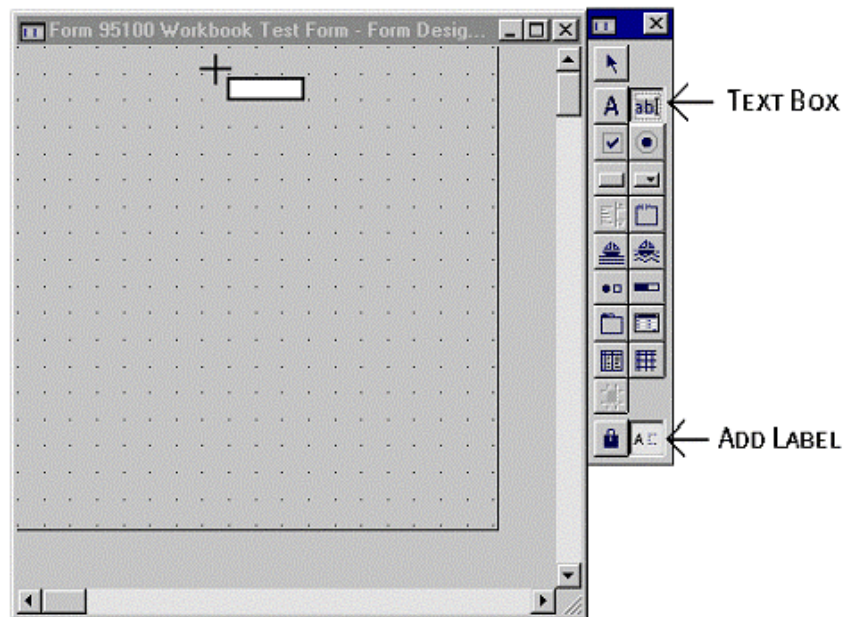 Form 95100 Workbook Test Form - Form Desig...
A
ab
TEXT BOX
A
ADD LABEL